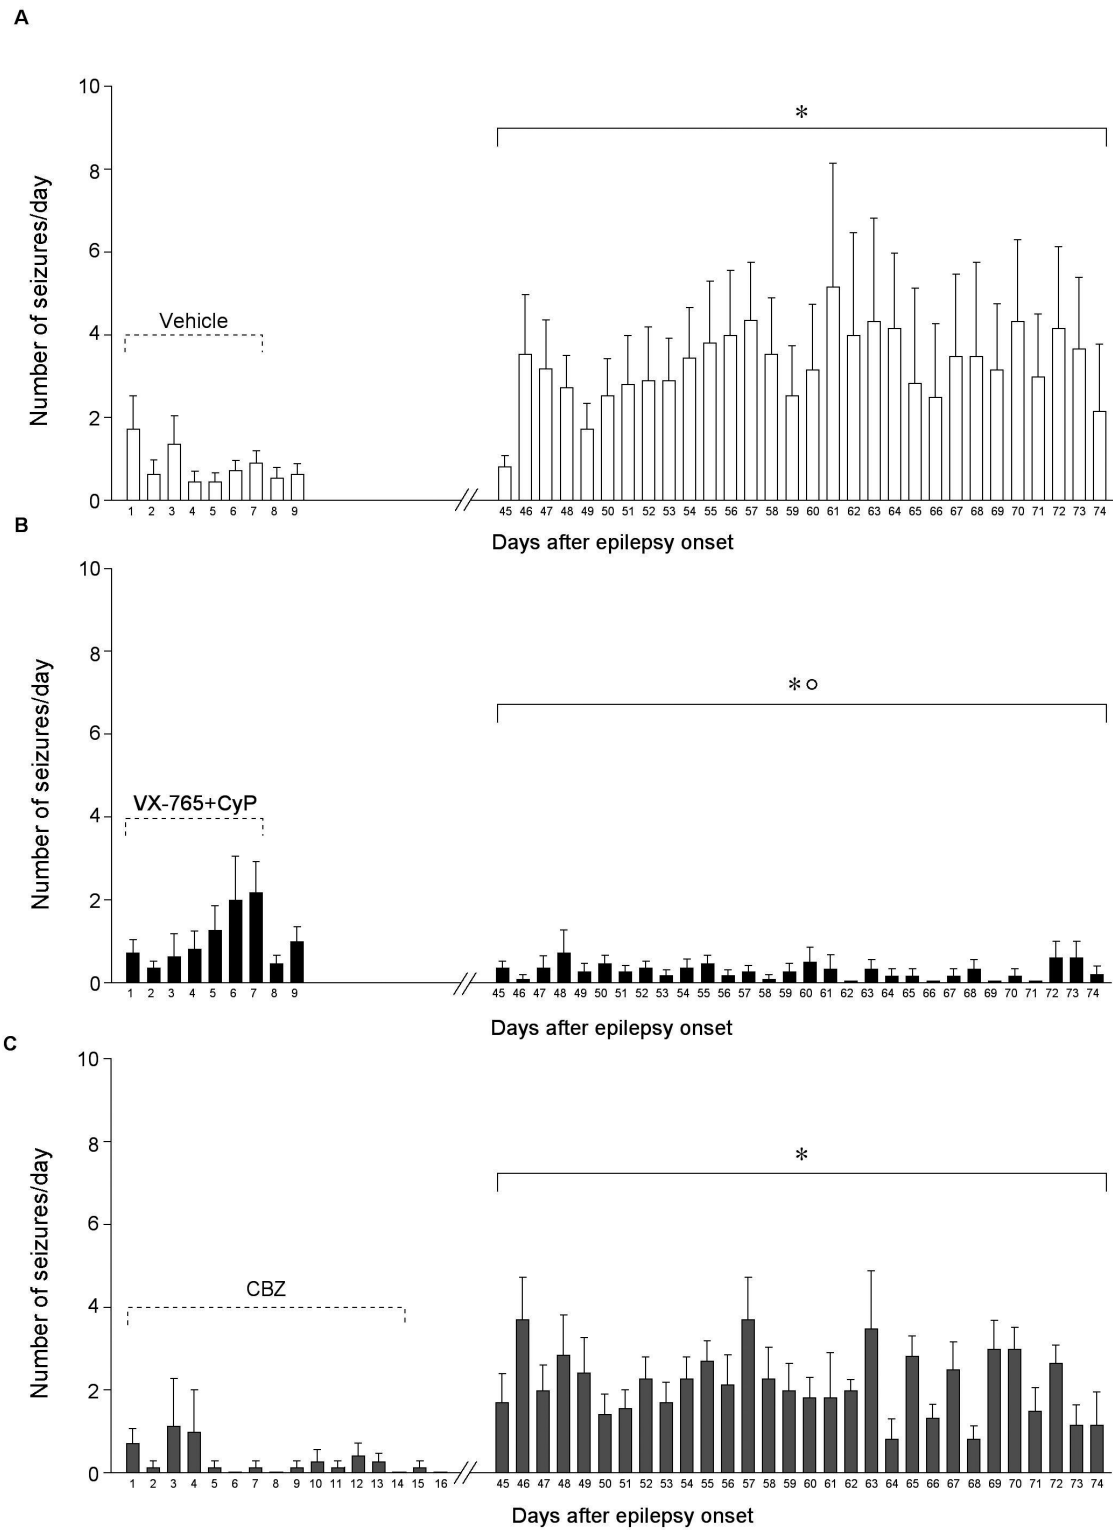 A
10
8
6
4
2
0
Number of seizures/day
Vehicle
*
1 2 3 4 5 6 7 8 9 45 46 47 48 49 50 51 52 53 54 55 56 57 58 59 60 61 62 63 64 65 66 67 68 69 70 71 72 73 74
Days after epilepsy onset
B
10
8
6
4
2
0
Number of seizures/day
VX-765+CyP
* °
1 2 3 4 5 6 7 8 9 45 46 47 48 49 50 51 52 53 54 55 56 57 58 59 60 61 62 63 64 65 66 67 68 69 70 71 72 73 74
Days after epilepsy onset
C
10
8
6
4
2
0
Number of seizures/day
CBZ
*
1 2 3 4 5 6 7 8 9 10 11 12 13 14 15 16 45 46 47 48 49 50 51 52 53 54 55 56 57 58 59 60 61 62 63 64 65 66 67 68 69 70 71 72 73 74
Days after epilepsy onset